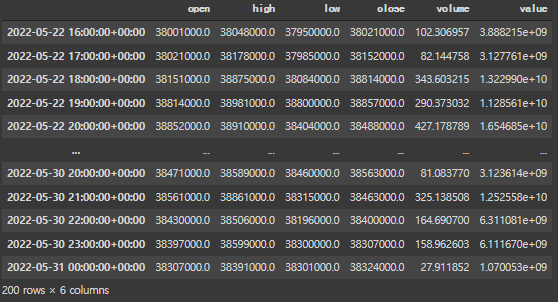 open high low close volume value
2022-05-22 16:00:00+00:00 38001000.0 38048000.0 37950000.0 38021000.0 102.306957 3.888215e+09
2022-05-22 17:00:00+00:00 38021000.0 38178000.0 37985000.0 38152000.0 82.144758 3.127761e+09
2022-05-22 18:00:00+00:00 38151000.0 38875000.0 38084000.0 38814000.0 343.603215 1.322990e+10
2022-05-22 19:00:00+00:00 38814000.0 38981000.0 38800000.0 38857000.0 290.373032 1.128561e+10
2022-05-22 20:00:00+00:00 38852000.0 38910000.0 38404000.0 38488000.0 427.178789 1.654685e+10
... ... ... ... ... ... ...
2022-05-30 20:00:00+00:00 38471000.0 38589000.0 38460000.0 38563000.0 81.083770 3.123614e+09
2022-05-30 21:00:00+00:00 38561000.0 38861000.0 38315000.0 38463000.0 325.138508 1.252558e+10
2022-05-30 22:00:00+00:00 38430000.0 38506000.0 38196000.0 38400000.0 164.690700 6.311081e+09
2022-05-30 23:00:00+00:00 38397000.0 38599000.0 38300000.0 38307000.0 158.962603 6.111670e+09
2022-05-31 00:00:00+00:00 38307000.0 38391000.0 38301000.0 38324000.0 27.911852 1.070053e+09
200 rows × 6 columns